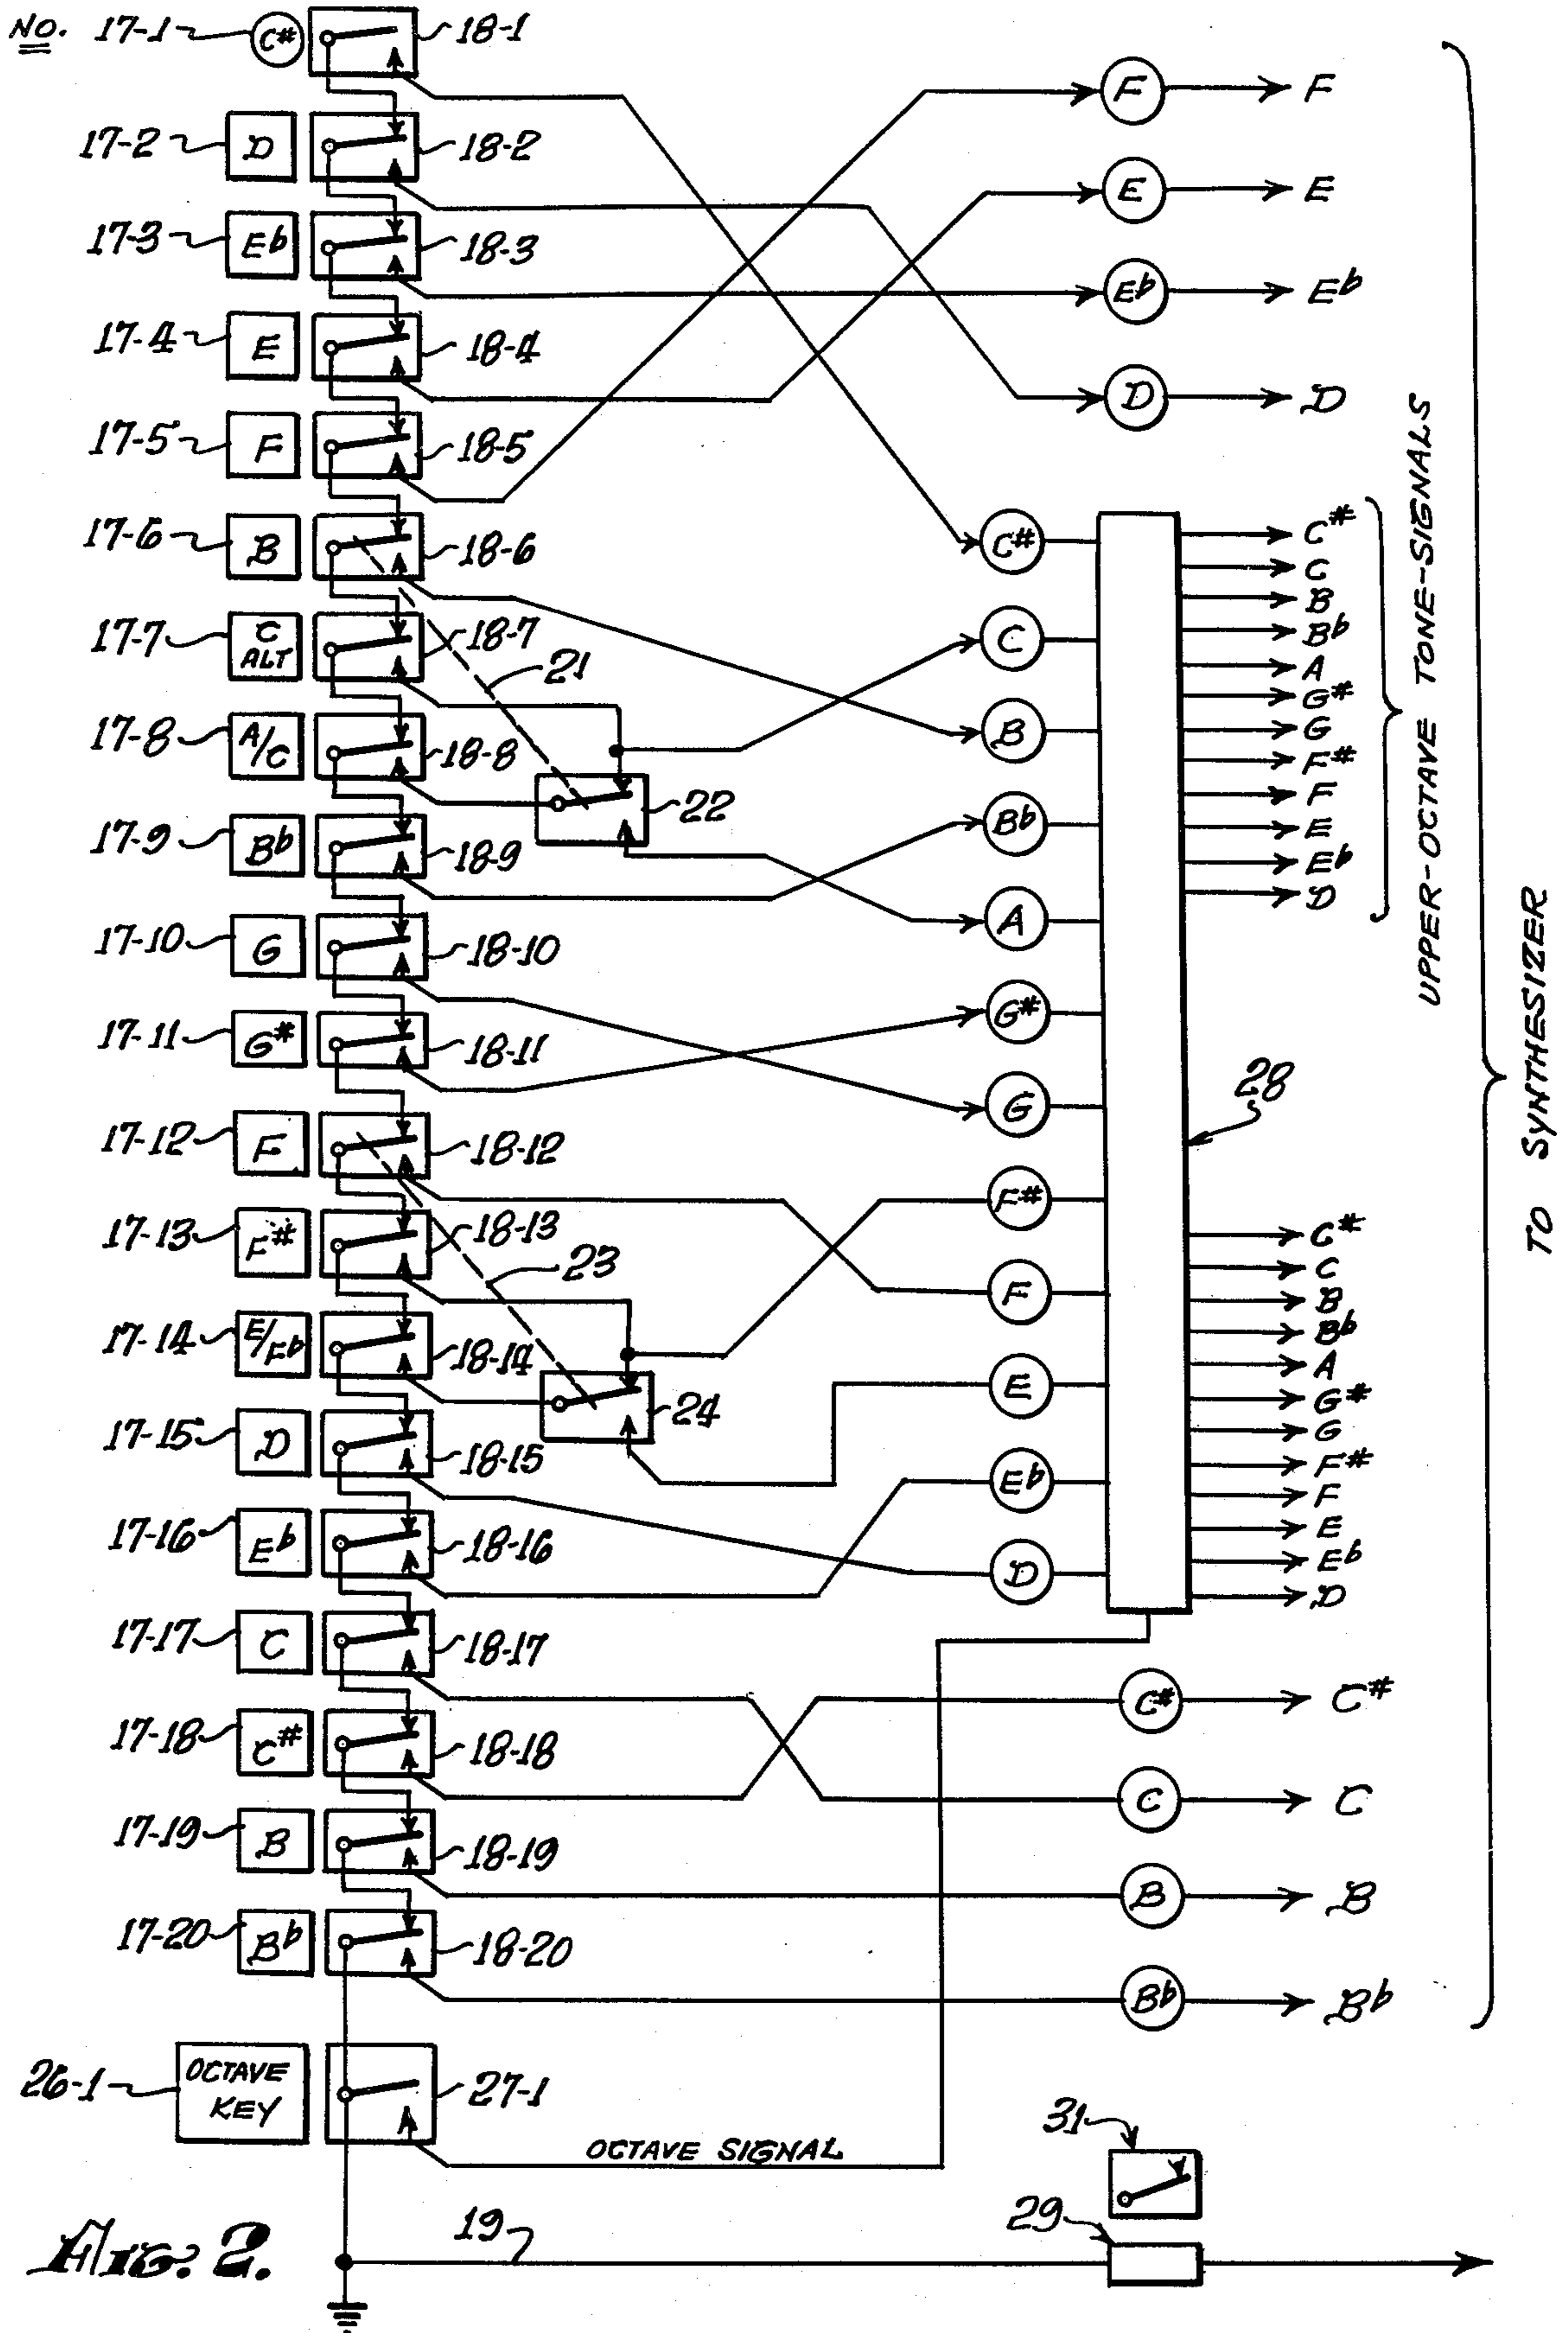 NO. 17-1 C# 18-1
F F
17-2 D 18-2
E E
17-3 Eb 18-3
Eb Eb
17-4 E 18-4
D D
17-5 F 18-5
17-6 B 18-6
C# C#
C
B
Bb
A
G#
G
F#
F
E
Eb
D
UPPER-OCTAVE TONE-SIGNALS
TO SYNTHESIZER
17-7 C ALT 18-7
21
C
17-8 A/C 18-8
22
B
17-9 Bb 18-9
Bb
17-10 G 18-10
A
17-11 G# 18-11
G#
28
17-12 F 18-12
G
17-13 F# 18-13
23
F#
17-14 E/F♭ 18-14
24
F
17-15 D 18-15
E
17-16 Eb 18-16
Eb
D
C#
C
B
Bb
A
G#
G
F#
F
E
Eb
D
17-17 C 18-17
C# C#
17-18 C# 18-18
C C
17-19 B 18-19
B B
17-20 Bb 18-20
Bb Bb
26-1 OCTAVE KEY 27-1
OCTAVE SIGNAL
31
29
19
FIG. 2.